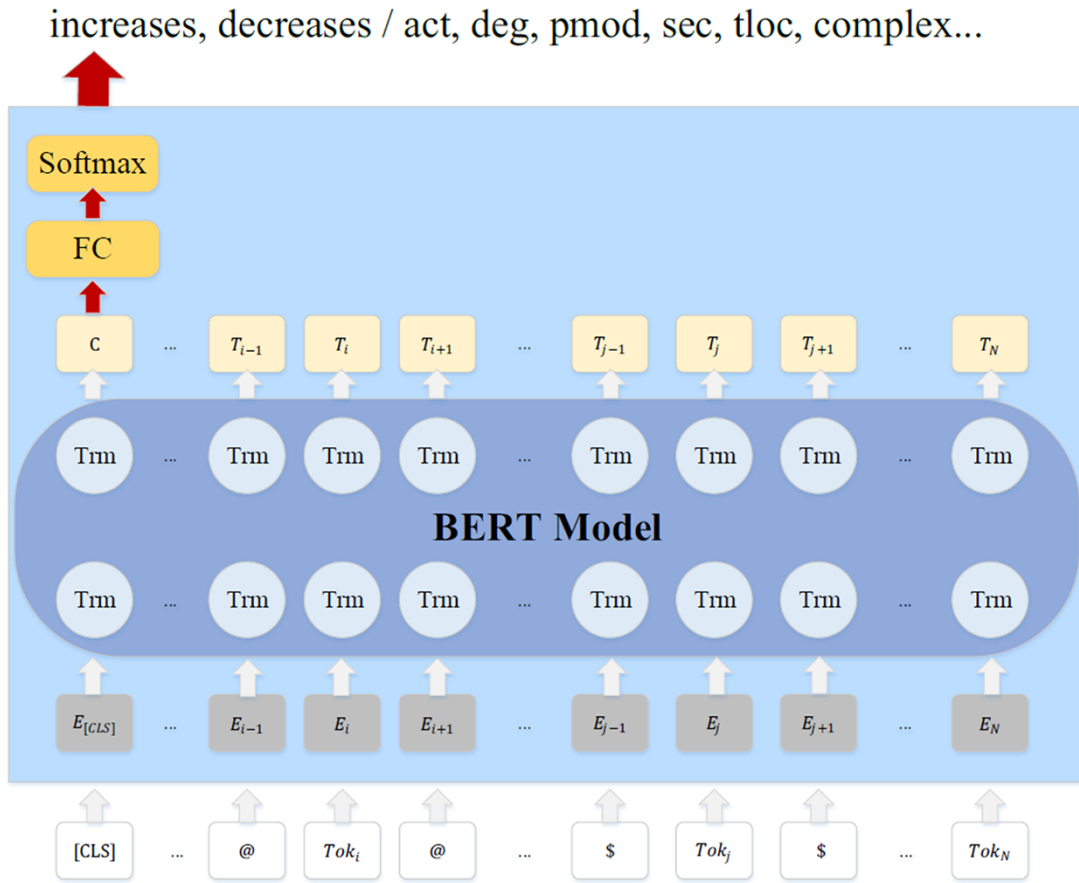 increases, decreases / act, deg, pmod, sec, tloc, complex...
Softmax
FC
C ... T_{i-1} T_i T_{i+1} ... T_{j-1} T_j T_{j+1} ... T_N
Trm ... Trm Trm Trm ... Trm Trm Trm ... Trm
BERT Model
Trm ... Trm Trm Trm ... Trm Trm Trm ... Trm
E_{[CLS]} ... E_{i-1} E_i E_{i+1} ... E_{j-1} E_j E_{j+1} ... E_N
[CLS] ... @ Tok_i @ ... $ Tok_j $ ... Tok_N